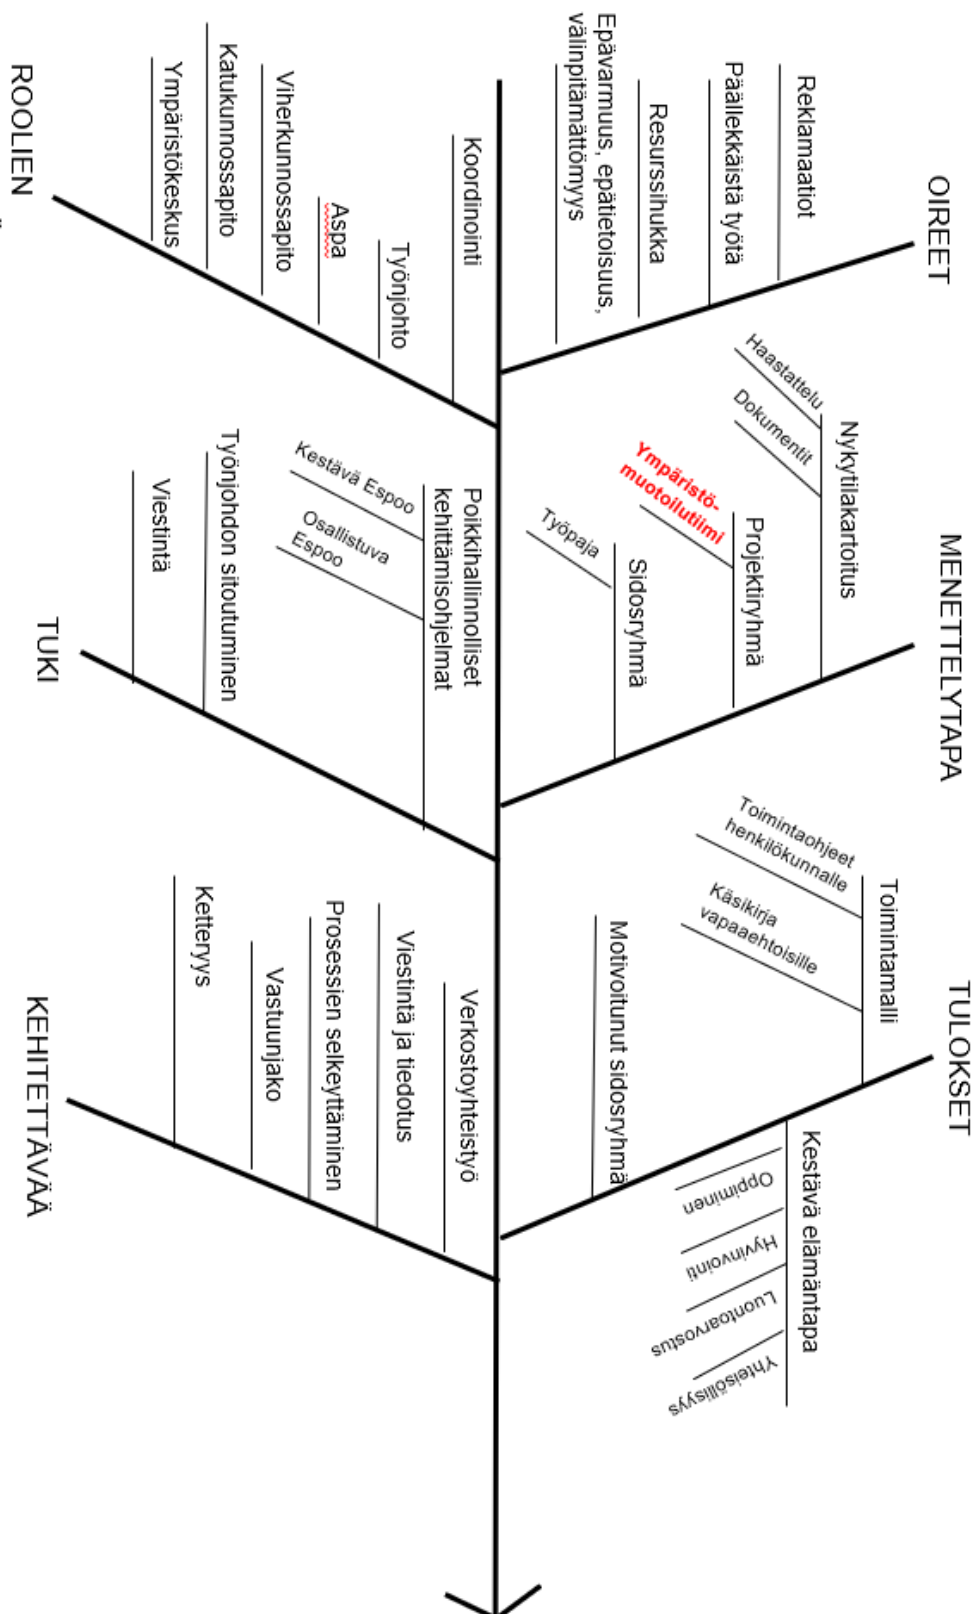 OIREET
Reklamaatiot
Päällekkäistä työtä
Resurssihukka
Epävarmuus, epätietoisuus,
välinpitämättömyys
MENETTELYTAPA
Nykytilakartoitus
Haastattelu
Dokumentit
Projektiryhmä
Ympäristö-
muotoilutiimi
Sidosryhmä
Työpaja
TULOKSET
Toimintamalli
Toimintaohjeet
henkilökunnalle
Käsikirja
vapaaehtoisille
Kestävä elämäntapa
Oppiminen
Hyvinvointi
Luontoarvostus
Yhteisöllisyys
Motivoitunut sidosryhmä
Koordinointi
Työnjohto
Aspa
Viherkunnossapito
Katukunnossapito
Ympäristökeskus
ROOLIEN
Poikkihallinnolliset
kehittämisohjelmat
Kestävä Espoo
Osallistuva
Espoo
Työnjohdon sitoutuminen
Viestintä
TUKI
Verkostoyhteistyö
Viestintä ja tiedotus
Prosessien selkeyttäminen
Vastuunjako
Ketteryys
KEHITETTÄVÄÄ